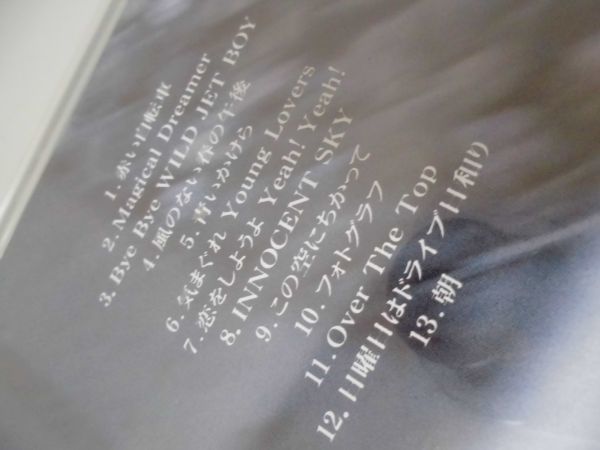 1. 赤い自転車
2. Magical Dreamer
3. Bye Bye WILD JET BOY
4. 風のない春の午後
5. 青いかけら
6. 気まぐれ Young Lovers
7. 恋をしようよ Yeah! Yeah!
8. INNOCENT SKY
9. この空にちかって
10. フォトグラフ
11. Over The Top
12. 日曜日はドライブ日和り
13. 朝